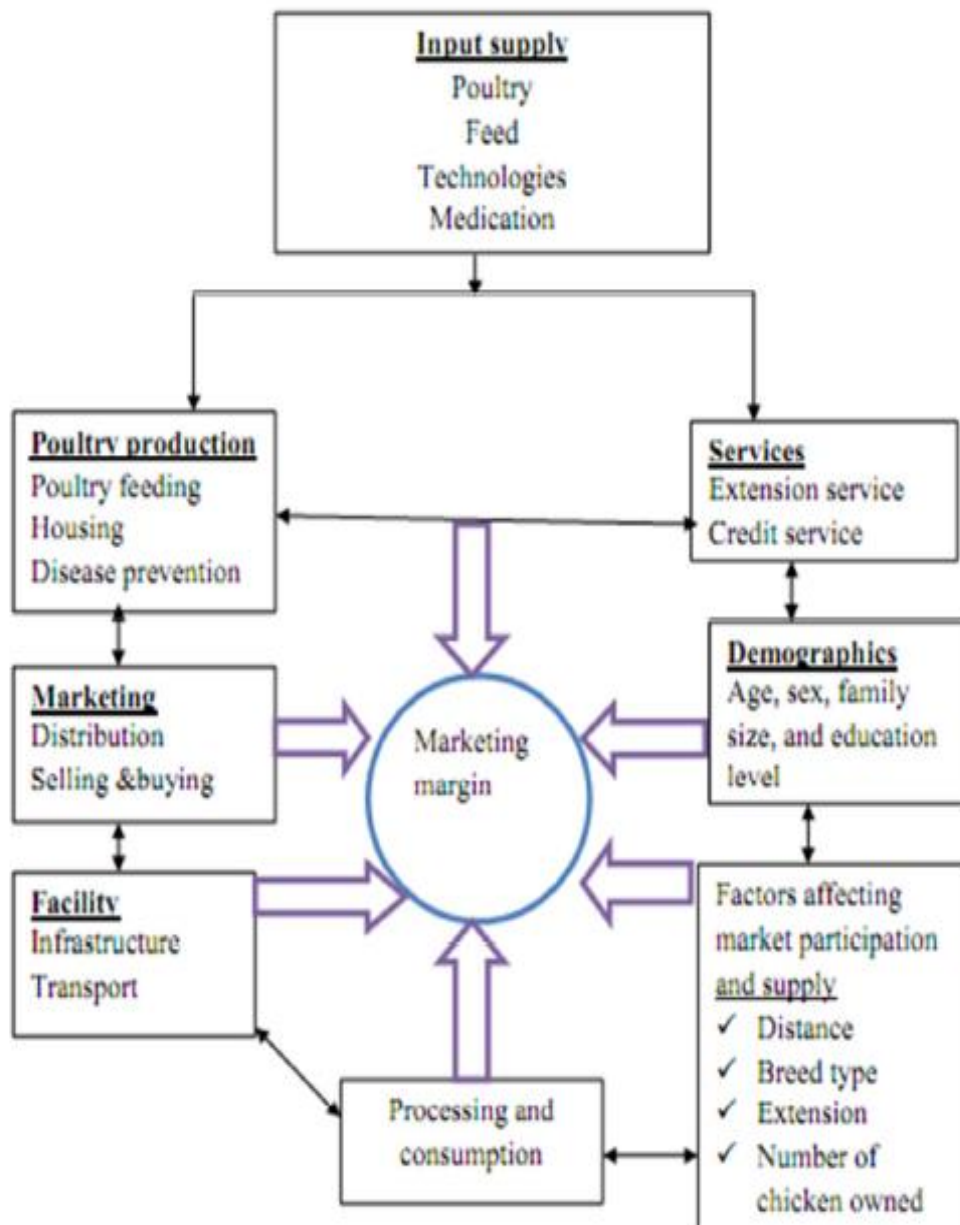 Input supply
Poultry
Feed
Technologies
Medication
Poultry production
Poultry feeding
Housing
Disease prevention
Services
Extension service
Credit service
Marketing
Distribution
Selling &buying
Marketing
margin
Demographics
Age, sex, family
size, and education
level
Facility
Infrastructure
Transport
Factors affecting
market participation
and supply
✓ Distance
✓ Breed type
✓ Extension
✓ Number of
chicken owned
Processing and
consumption